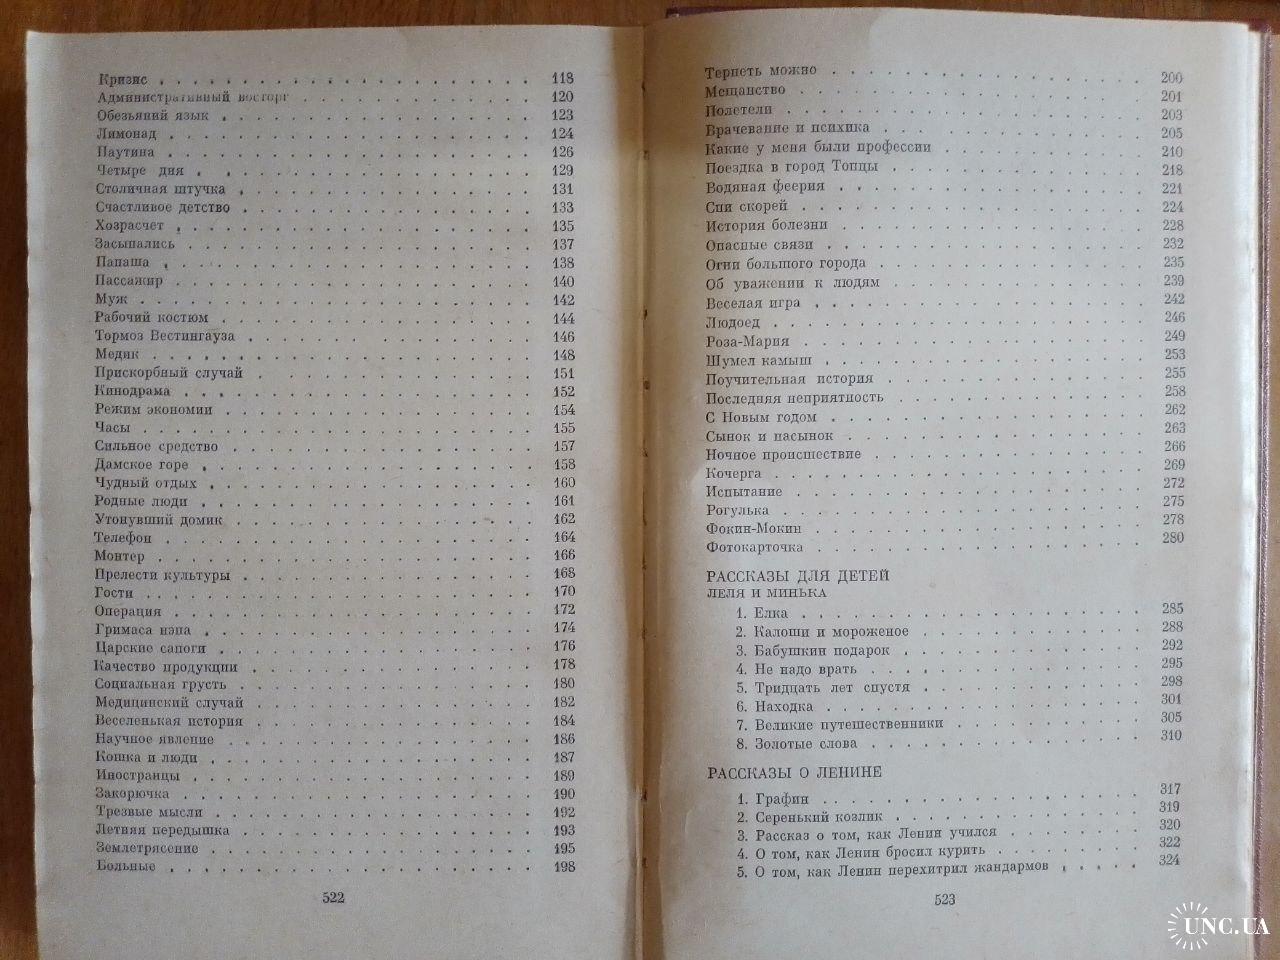 Кризис 118
Административный восторг 120
Обезьяний язык 123
Лимонад 124
Паутина 126
Четыре дня 129
Столичная штучка 131
Счастливое детство 133
Хозрасчет 135
Засыпались 137
Папаша 138
Пассажир 140
Муж 142
Рабочий костюм 144
Тормоз Вестингауза 146
Медик 148
Прискорбный случай 151
Кинодрама 152
Режим экономии 154
Часы 155
Сильное средство 157
Дамское горе 158
Чудный отдых 160
Родные люди 161
Утонувший домик 162
Телефон 164
Монтер 166
Прелести культуры 168
Гости 170
Операция 172
Гримаса нэпа 174
Царские сапоги 176
Качество продукции 178
Социальная грусть 180
Медицинский случай 182
Веселенькая история 184
Научное явление 186
Кошка и люди 187
Иностранцы 189
Закорючка 190
Трезвые мысли 192
Летняя передышка 193
Землетрясение 195
Больные 198
522
Терпеть можно 200
Мещанство 201
Полетели 203
Врачевание и психика 205
Какие у меня были профессии 210
Поездка в город Топцы 218
Водяная феерия 221
Спи скорей 224
История болезни 228
Опасные связи 232
Огни большого города 235
Об уважении к людям 239
Веселая игра 242
Людоед 246
Роза-Мария 249
Шумел камыш 253
Поучительная история 255
Последняя неприятность 258
С Новым годом 262
Сынок и пасынок 263
Ночное происшествие 266
Кочерга 269
Испытание 272
Рогулька 275
Фокин-Мокин 278
Фотокарточка 280
РАССКАЗЫ ДЛЯ ДЕТЕЙ
ЛЕЛЯ И МИНЬКА
1. Елка 285
2. Калоши и мороженое 288
3. Бабушкин подарок 292
4. Не надо врать 295
5. Тридцать лет спустя 298
6. Находка 301
7. Великие путешественники 305
8. Золотые слова 310
РАССКАЗЫ О ЛЕНИНЕ
1. Графин 317
2. Серенький козлик 319
3. Рассказ о том, как Ленин учился 320
4. О том, как Ленин бросил курить 322
5. О том, как Ленин перехитрил жандармов 324
523
UNC.UA